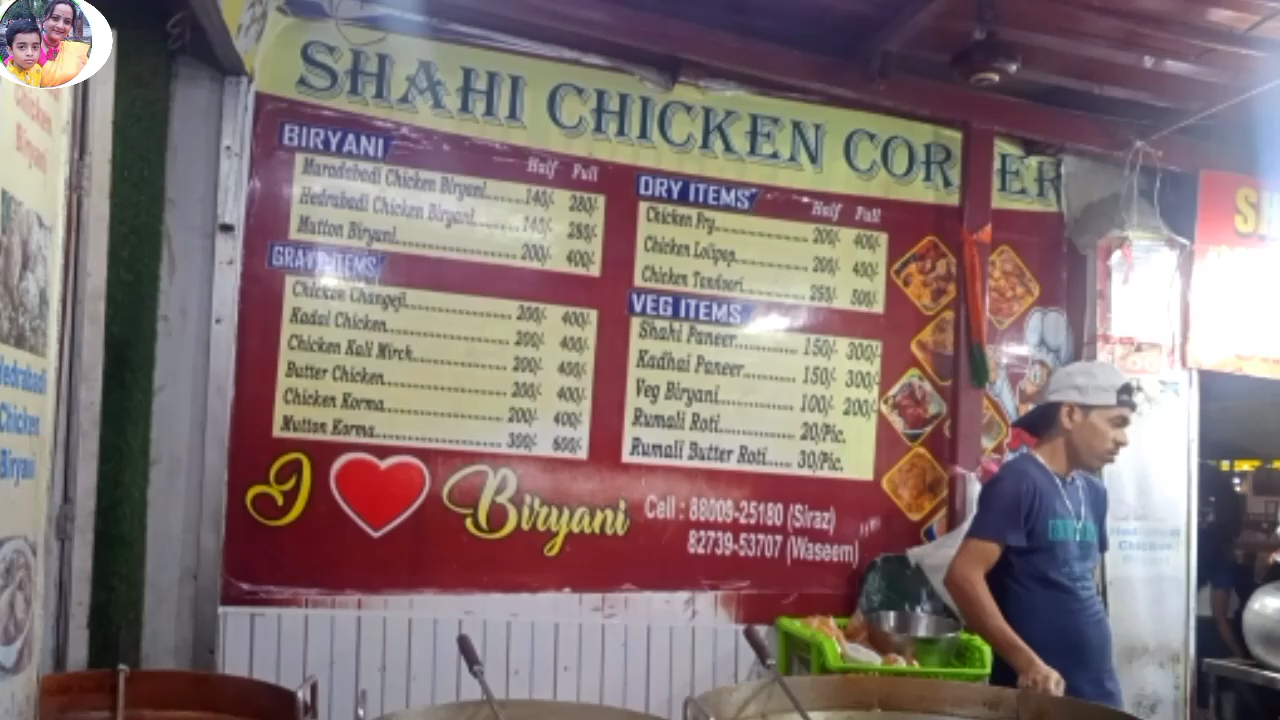 SHAHI CHICKEN COR ER
BIRYANI
Half Full
Maradabadi Chicken Biryani 140/- 280/-
Hedrabadi Chicken Biryani 140/- 280/-
Mutton Biryani 200/- 400/-
GRAVY ITEMS
Chicken Changeji 200/- 400/-
Kadai Chicken 200/- 400/-
Chicken Kali Mirch 200/- 400/-
Butter Chicken 200/- 400/-
Chicken Korma 200/- 400/-
Mutton Korma 300/- 600/-
DRY ITEMS
Half Full
Chicken Fry 200/- 400/-
Chicken Lolipop 200/-
Chicken Tandoori 500/-
VEG ITEMS
Shahi Paneer 150/- 300/-
Kadhai Paneer 150/- 300/-
Veg Biryani 100/- 200/-
Rumali Roti 20/Pic.
Rumali Butter Roti 30/Pic.
I Biryani
Cell : 88009-25180 (Siraz)
82739-53707 (Waseem)
Chicken
Biryani
Hedrabadi
Chicken
Biryani
Chicken